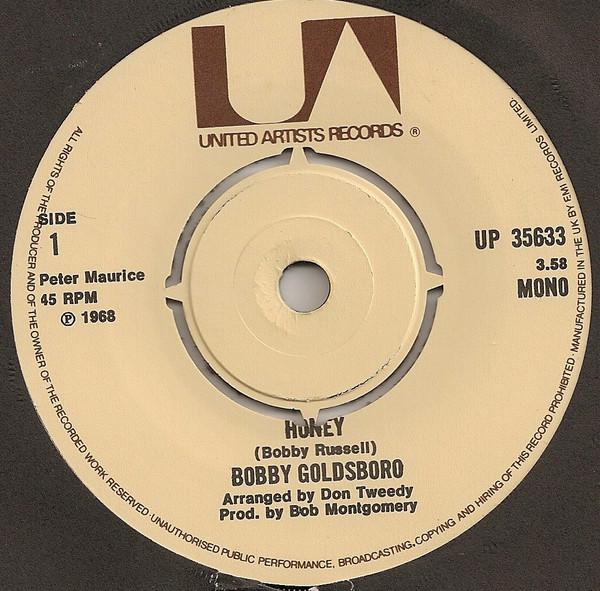 UA
UNITED ARTISTS RECORDS ®
SIDE
1
Peter Maurice
45 RPM
℗ 1968
UP 35633
3.58
MONO
HONEY
(Bobby Russell)
BOBBY GOLDSBORO
Arranged by Don Tweedy
Prod. by Bob Montgomery
ALL RIGHTS OF THE PRODUCER AND OF THE OWNER OF THE RECORDED WORK RESERVED·UNAUTHORISED PUBLIC PERFORMANCE, BROADCASTING, COPYING AND HIRING OF THIS RECORD PROHIBITED·MANUFACTURED IN THE UK BY EMI RECORDS LIMITED